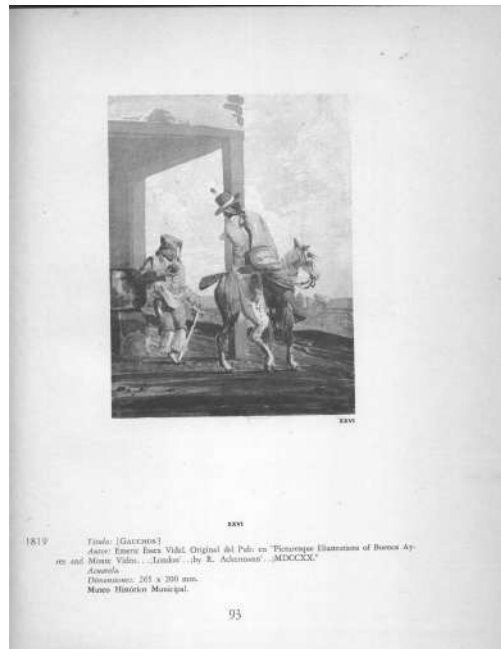 XXVI
XXVI
1819 Título: [GAUCHOS]
Autor: Emeric Essex Vidal. Original del Pub: en "Picturesque Illustrations of Buenos Ay-
res and Monte Video. . .,London'. .,by R. Ackermann'. .,MDCCXX."
Acuarela.
Dimensiones: 265 x 200 mm.
Museo Histórico Municipal.
93